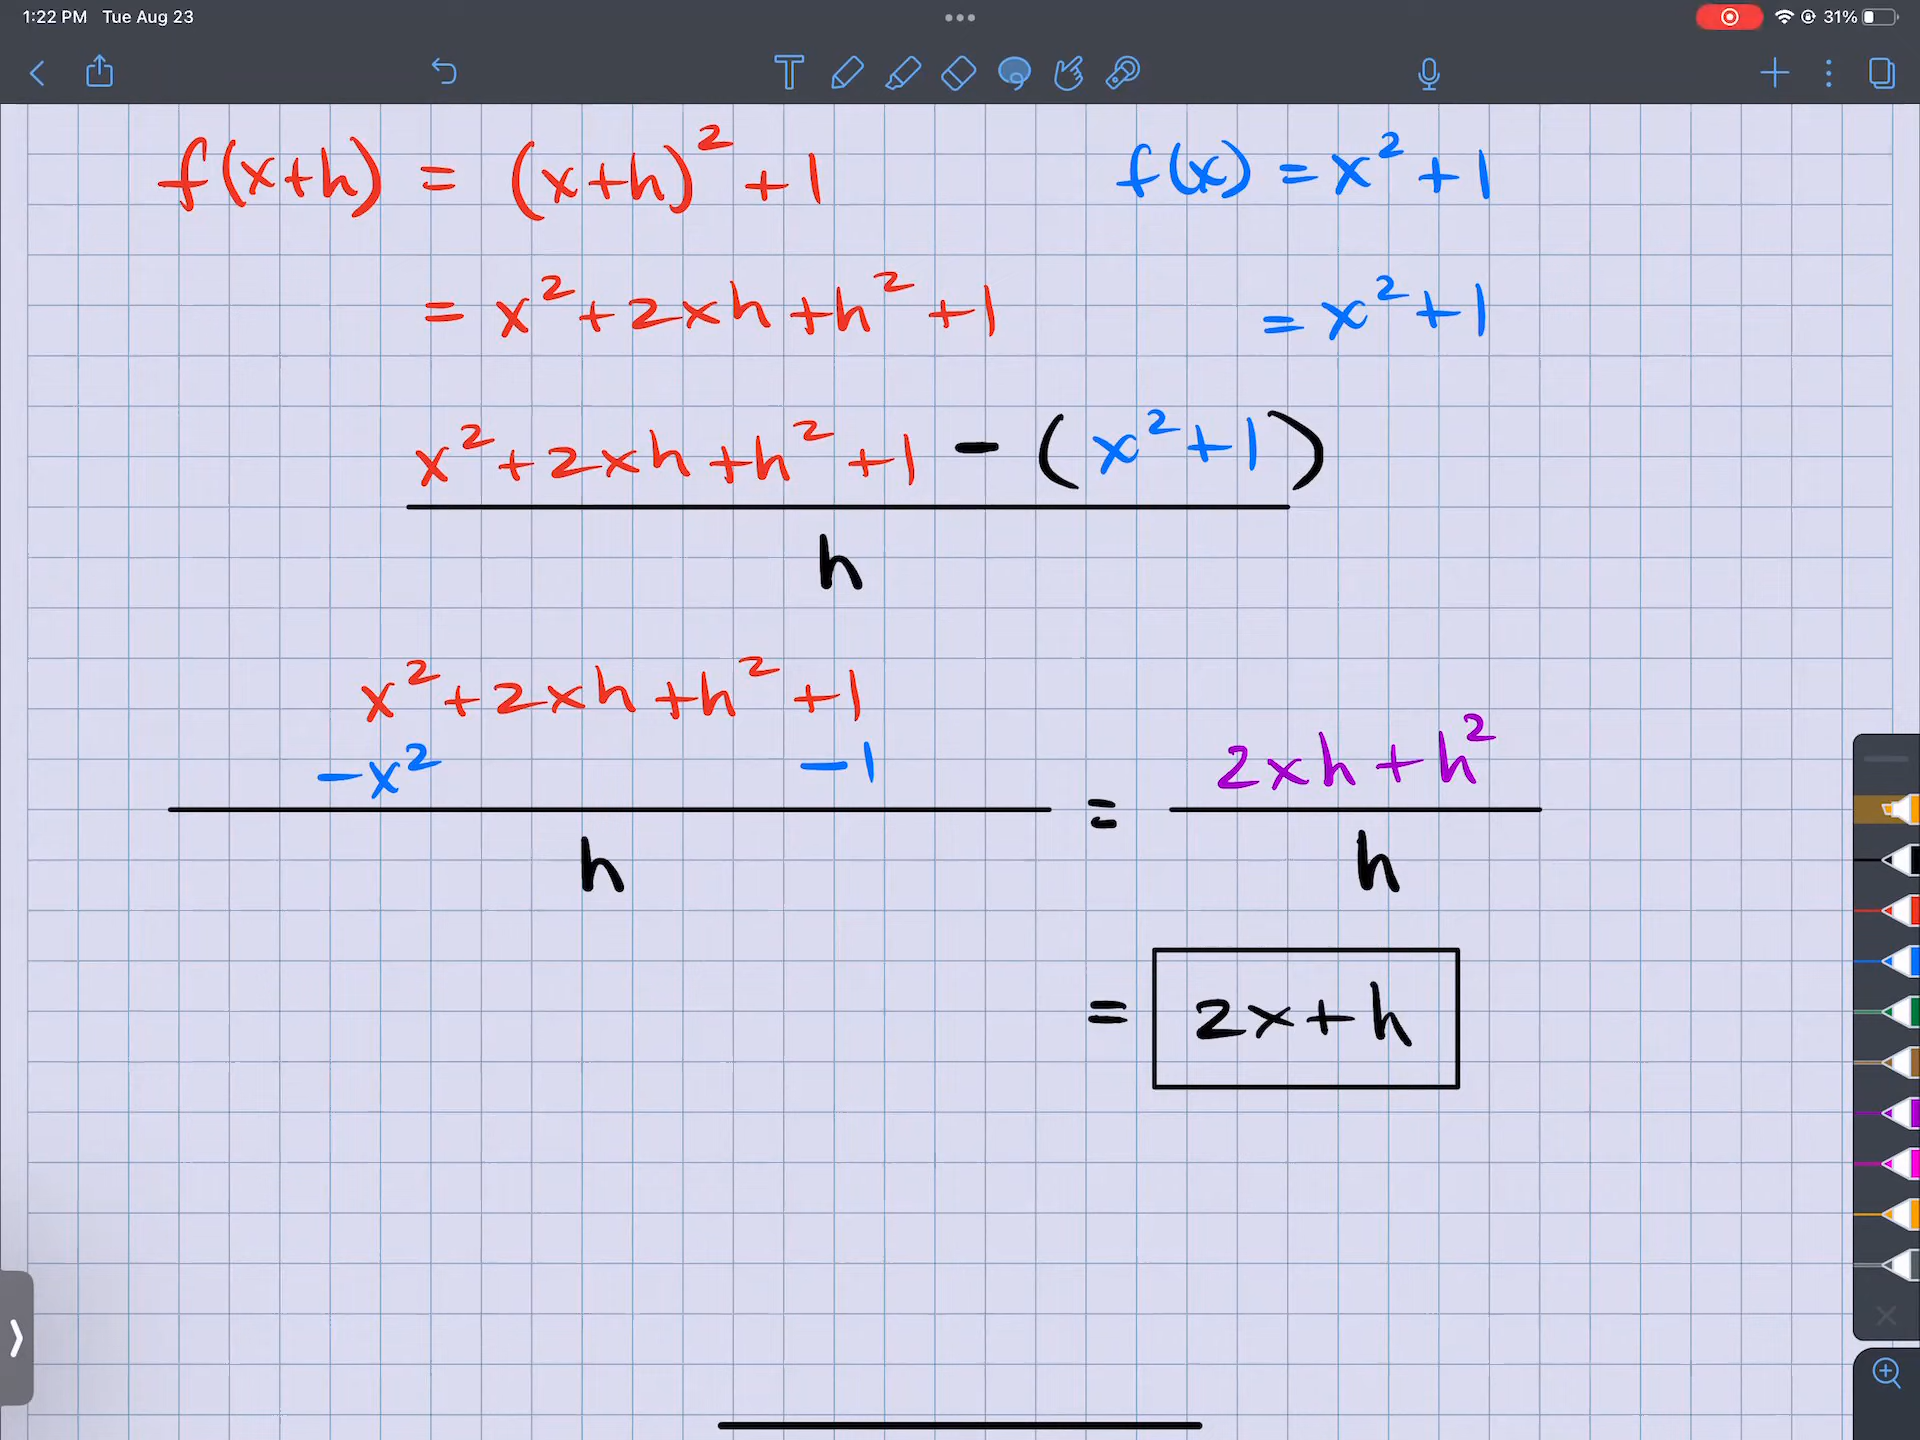 1:22 PM Tue Aug 23
31%
f(x+h) = (x+h)² +1
f(x) = x² +1
= x² +2xh +h² +1
= x² +1
x² +2xh +h² +1 - (x² +1)
h
x² +2xh +h² +1
-x² -1
h
= 2xh + h²
h
= 2x+h